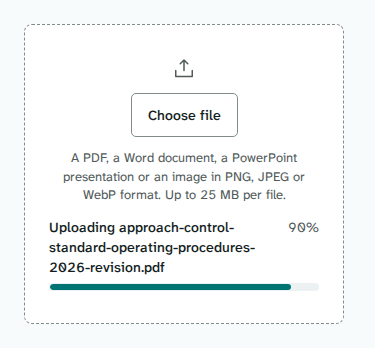 Choose file
A PDF, a Word document, a PowerPoint
presentation or an image in PNG, JPEG or
WebP format. Up to 25 MB per file.
Uploading approach-control-
standard-operating-procedures-
2026-revision.pdf
90%